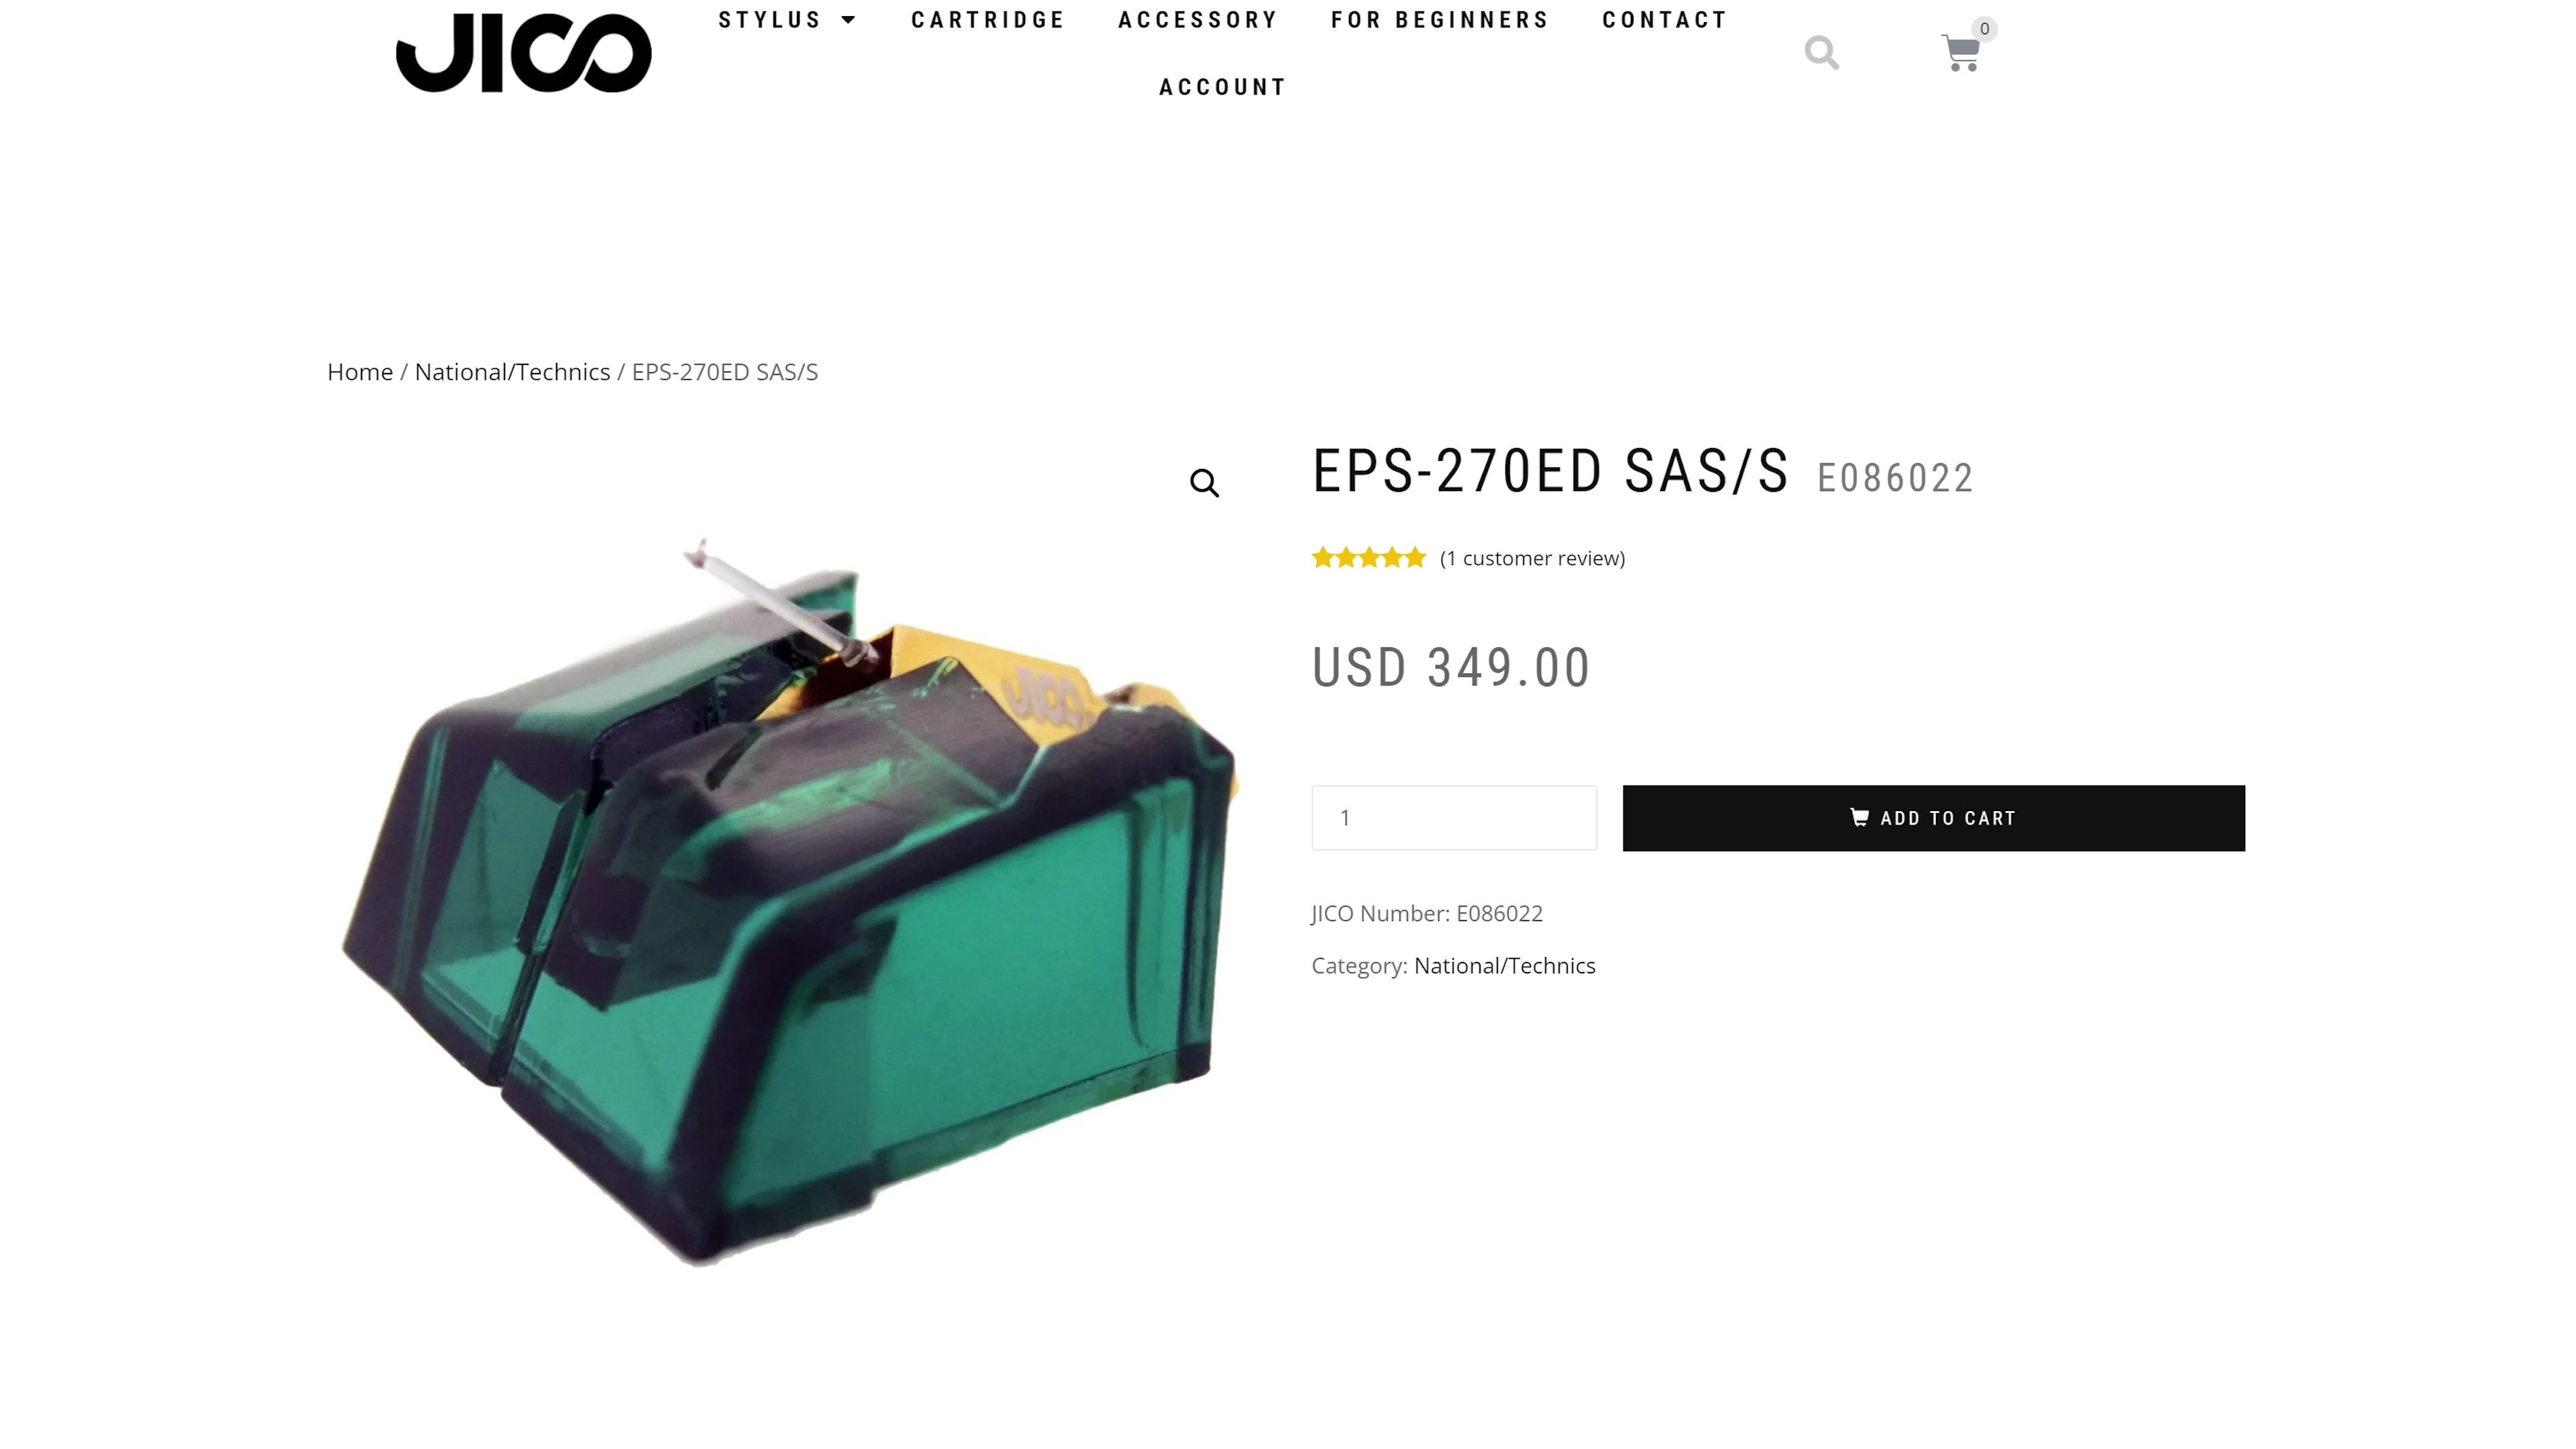 JICO
STYLUS CARTRIDGE ACCESSORY FOR BEGINNERS CONTACT
ACCOUNT
0
Home / National/Technics / EPS-270ED SAS/S
EPS-270ED SAS/S E086022
(1 customer review)
USD 349.00
JICO
1 ADD TO CART
JICO Number: E086022
Category: National/Technics